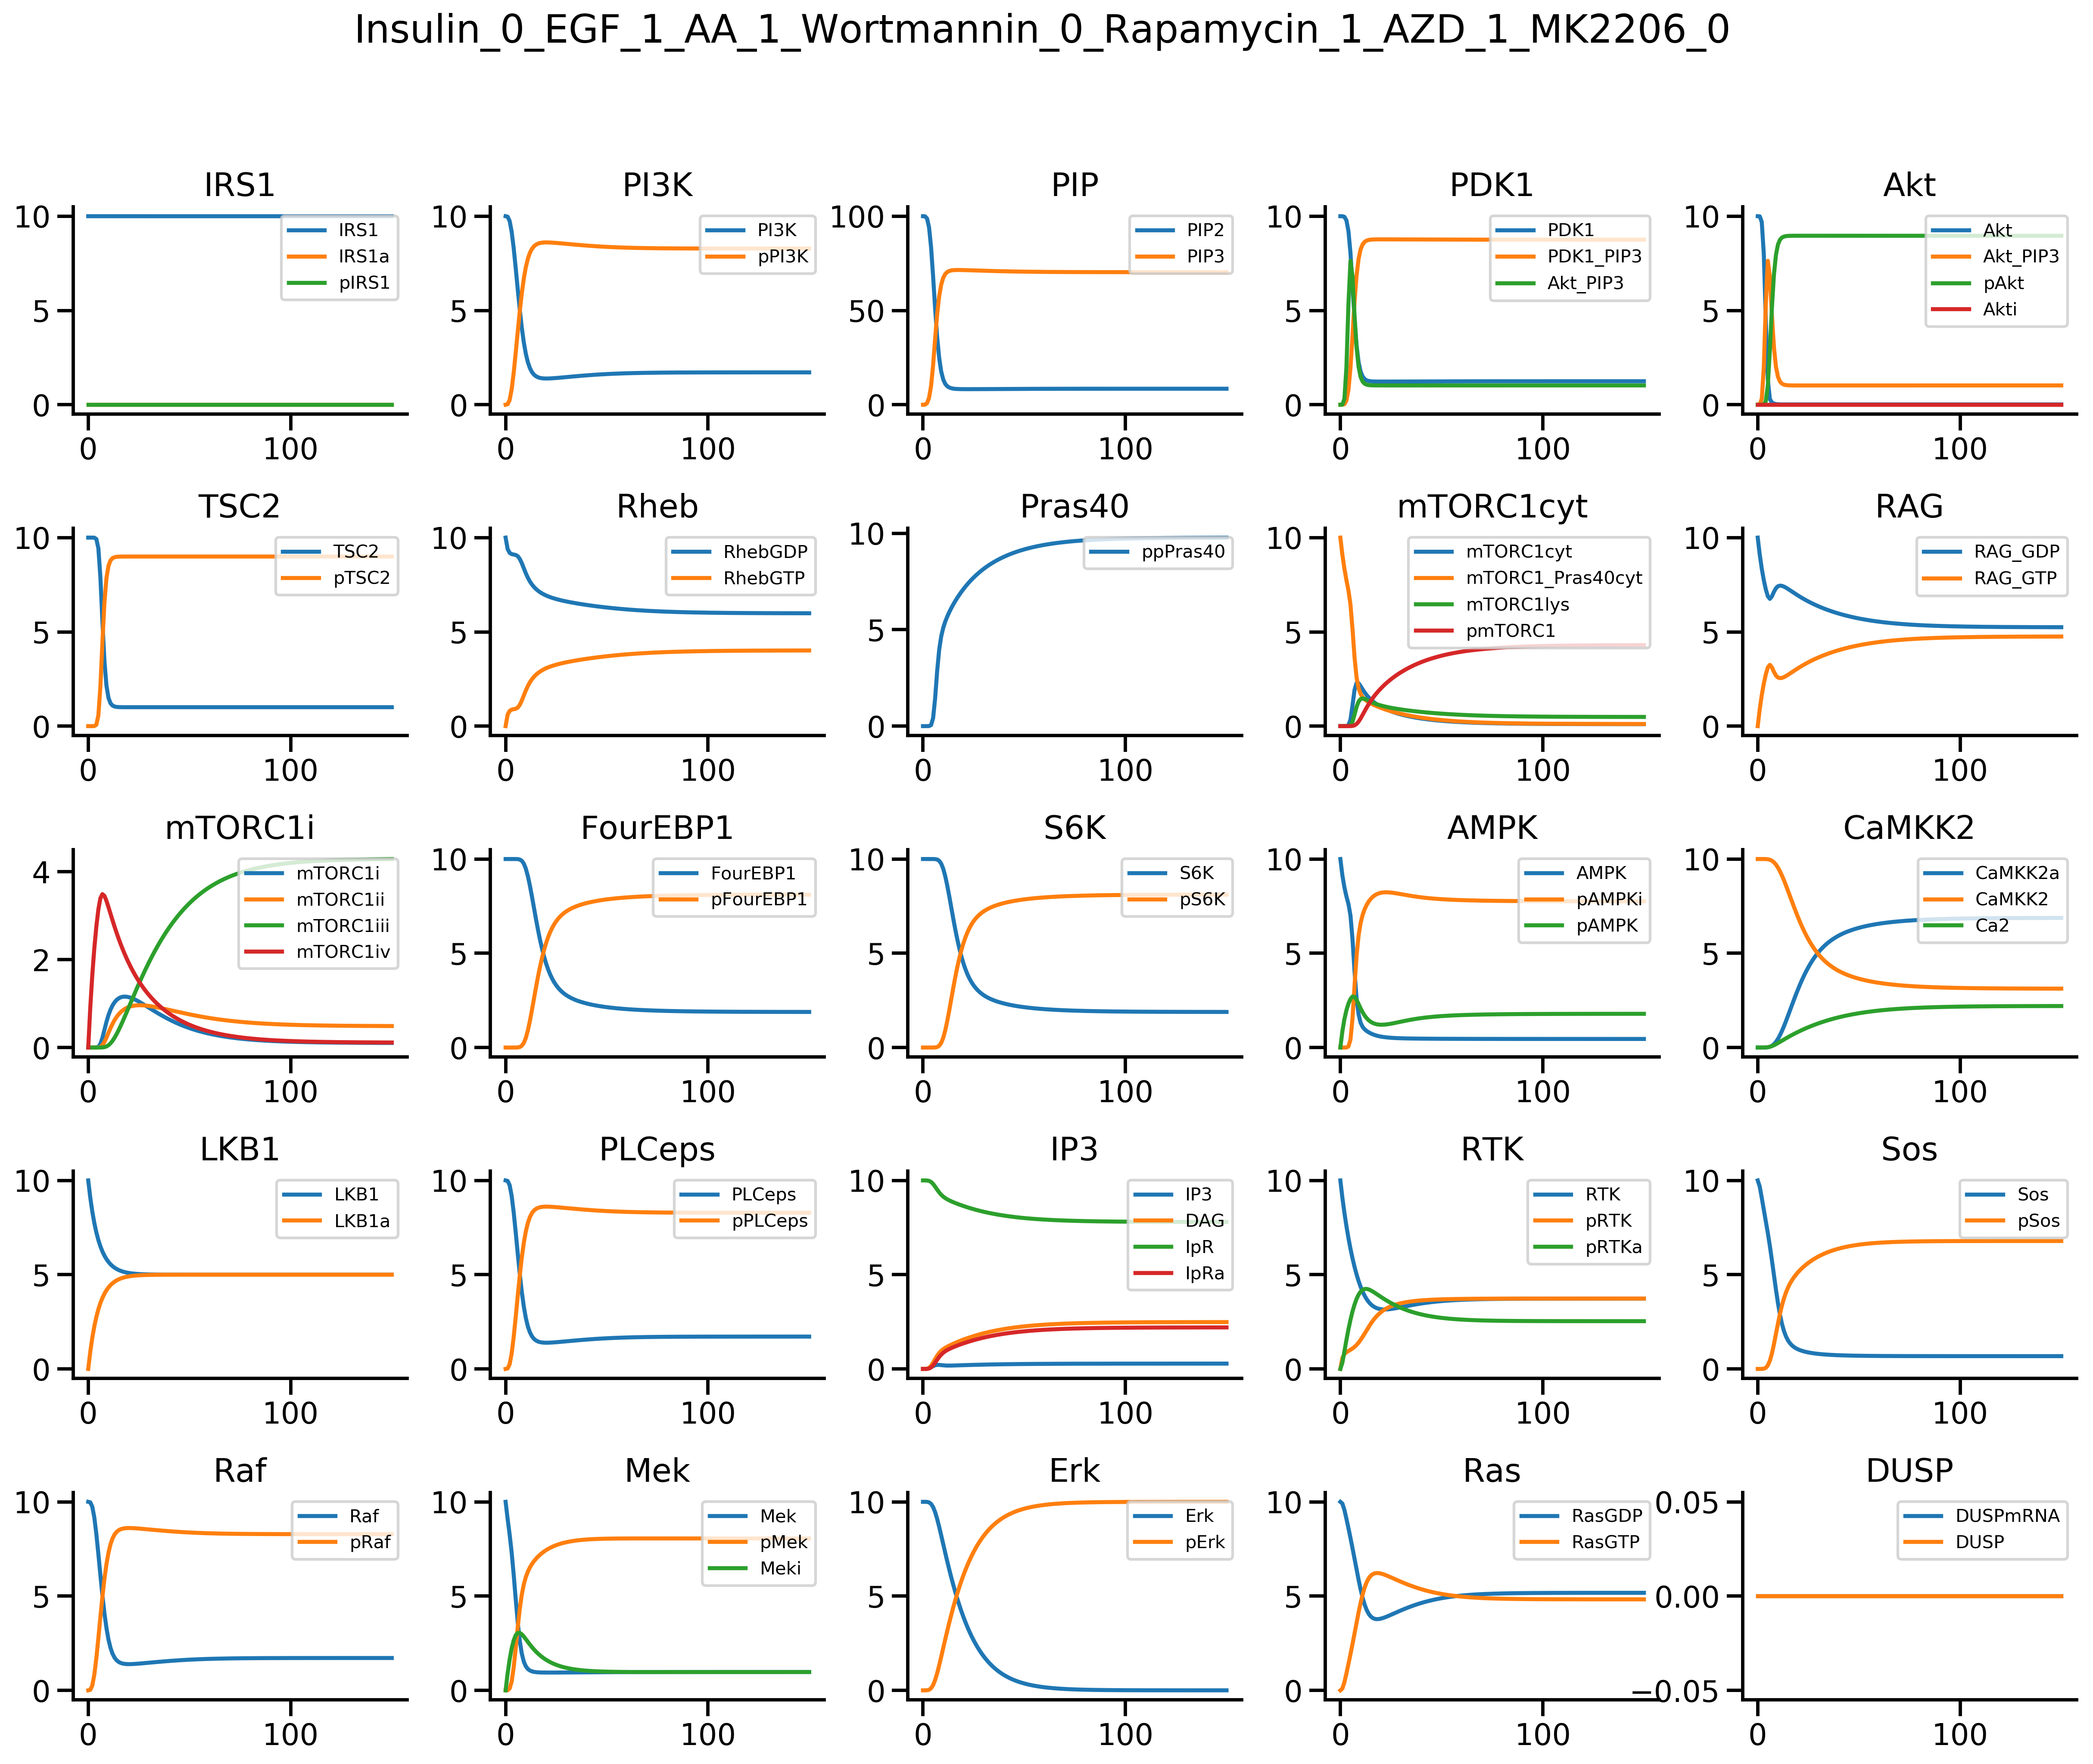 Insulin_0_EGF_1_AA_1_Wortmannin_0_Rapamycin_1_AZD_1_MK2206_0
IRS1
10
5
0
0
100
IRS1
IRS1a
pIRS1
PI3K
10
5
0
0
100
PI3K
pPI3K
PIP
100
50
0
0
100
PIP2
PIP3
PDK1
10
5
0
0
100
PDK1
PDK1_PIP3
Akt_PIP3
Akt
10
5
0
0
100
Akt
Akt_PIP3
pAkt
Akti
TSC2
10
5
0
0
100
TSC2
pTSC2
Rheb
10
5
0
0
100
RhebGDP
RhebGTP
Pras40
10
5
0
0
100
ppPras40
mTORC1cyt
10
5
0
0
100
mTORC1cyt
mTORC1_Pras40cyt
mTORC1lys
pmTORC1
RAG
10
5
0
0
100
RAG_GDP
RAG_GTP
mTORC1i
4
2
0
0
100
mTORC1i
mTORC1ii
mTORC1iii
mTORC1iv
FourEBP1
10
5
0
0
100
FourEBP1
pFourEBP1
S6K
10
5
0
0
100
S6K
pS6K
AMPK
10
5
0
0
100
AMPK
pAMPKi
pAMPK
CaMKK2
10
5
0
0
100
CaMKK2a
CaMKK2
Ca2
LKB1
10
5
0
0
100
LKB1
LKB1a
PLCeps
10
5
0
0
100
PLCeps
pPLCeps
IP3
10
5
0
0
100
IP3
DAG
IpR
IpRa
RTK
10
5
0
0
100
RTK
pRTK
pRTKa
Sos
10
5
0
0
100
Sos
pSos
Raf
10
5
0
0
100
Raf
pRaf
Mek
10
5
0
0
100
Mek
pMek
Meki
Erk
10
5
0
0
100
Erk
pErk
Ras
10
5
0
0
100
RasGDP
RasGTP
DUSP
0.05
0.00
−0.05
0
100
DUSPmRNA
DUSP